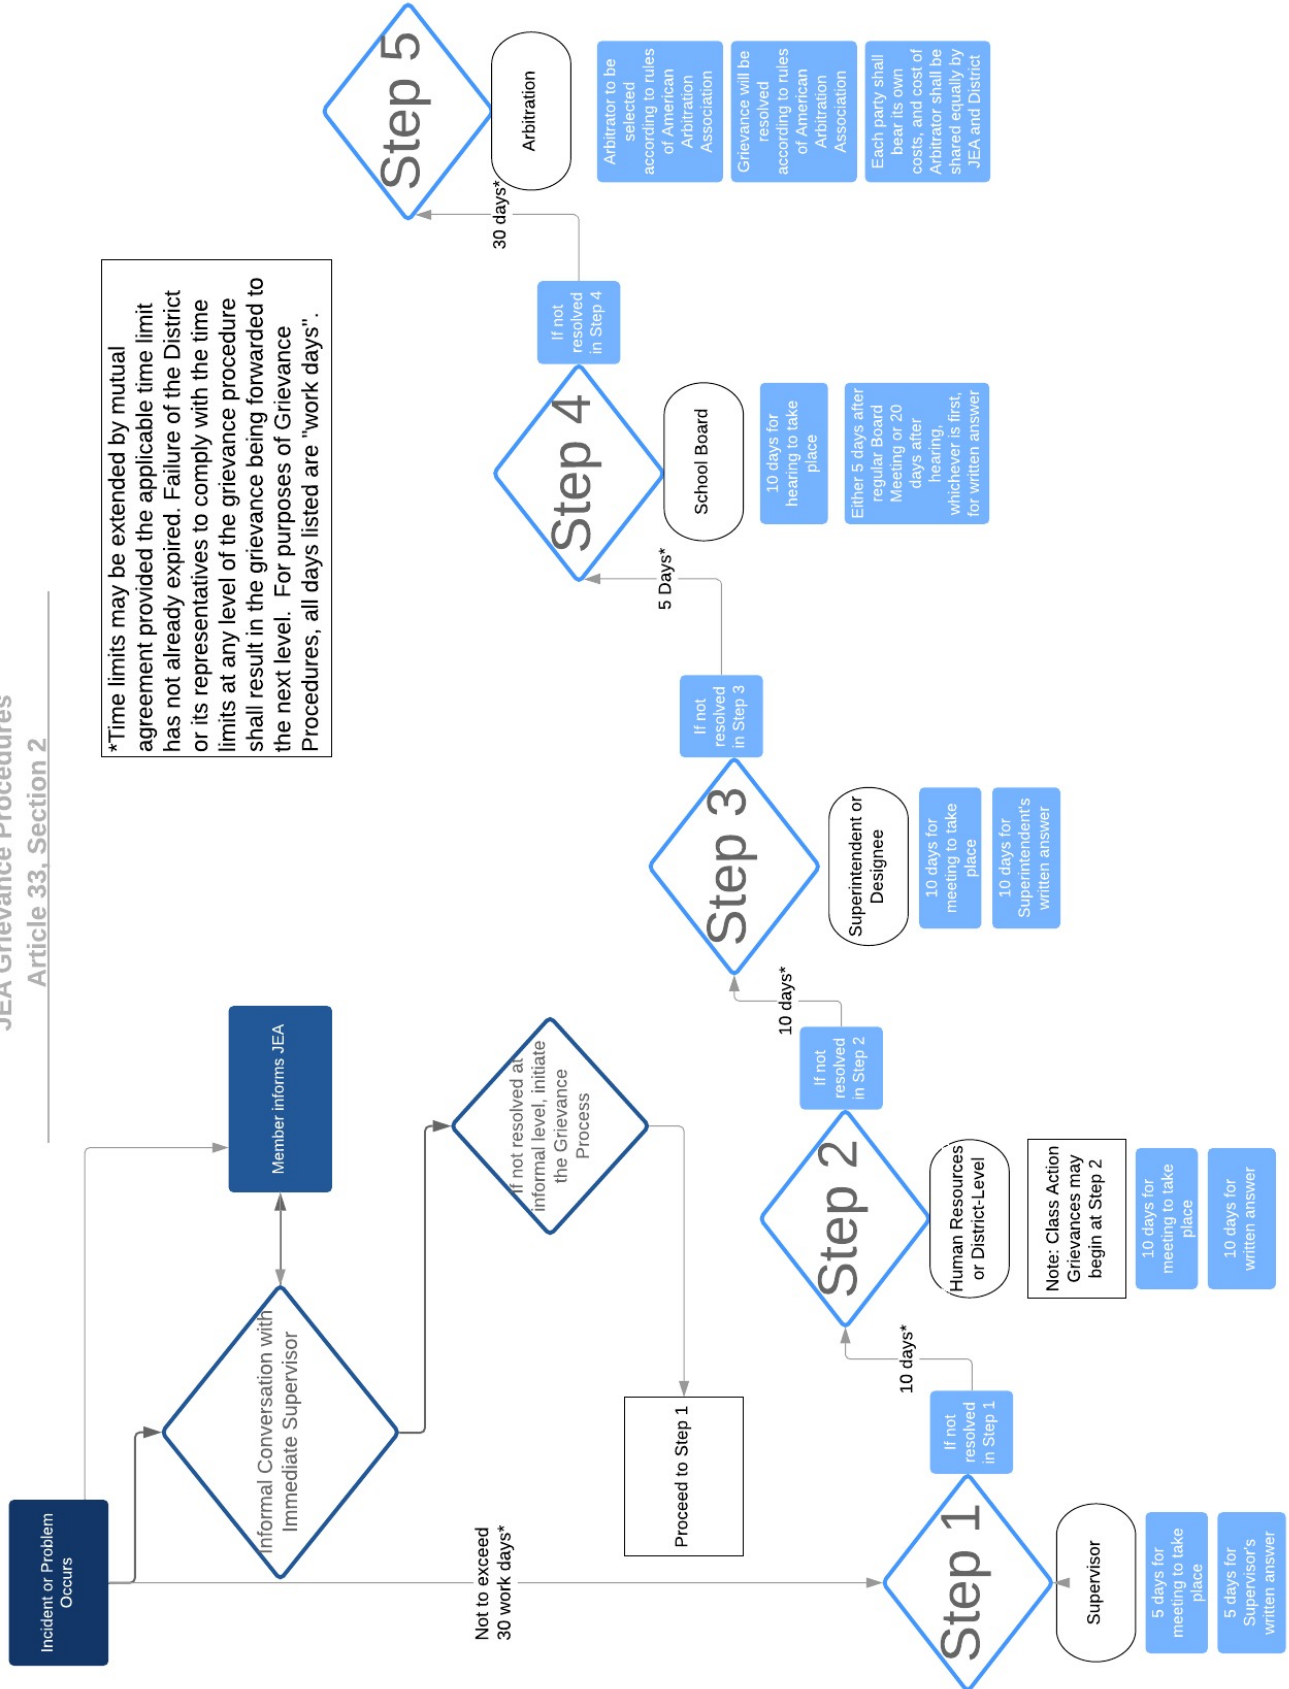 JEA Grievance Procedures
Article 33, Section 2
Incident or Problem
Occurs
Member informs JEA
Informal Conversation with
Immediate Supervisor
If not resolved at
informal level, initiate
the Grievance
Process
Proceed to Step 1
Not to exceed
30 work days*
*Time limits may be extended by mutual
agreement provided the applicable time limit
has not already expired. Failure of the District
or its representatives to comply with the time
limits at any level of the grievance procedure
shall result in the grievance being forwarded to
the next level.  For purposes of Grievance
Procedures, all days listed are "work days".
Step 1
Supervisor
5 days for
meeting to take
place
5 days for
Supervisor's
written answer
If not
resolved
in Step 1
10 days*
Step 2
Human Resources
or District-Level
Note: Class Action
Grievances may
begin at Step 2
10 days for
meeting to take
place
10 days for
written answer
If not
resolved
in Step 2
10 days*
Step 3
Superintendent or
Designee
10 days for
meeting to take
place
10 days for
Superintendent's
written answer
If not
resolved
in Step 3
5 Days*
Step 4
School Board
10 days for
hearing to take
place
Either 5 days after
regular Board
Meeting or 20
days after
hearing,
whichever is first,
for written answer
If not
resolved
in Step 4
30 days*
Step 5
Arbitration
Arbitrator to be
selected
according to rules
of American
Arbitration
Association
Grievance will be
resolved
according to rules
of American
Arbitration
Association
Each party shall
bear its own
costs, and cost of
Arbitrator shall be
shared equally by
JEA and District